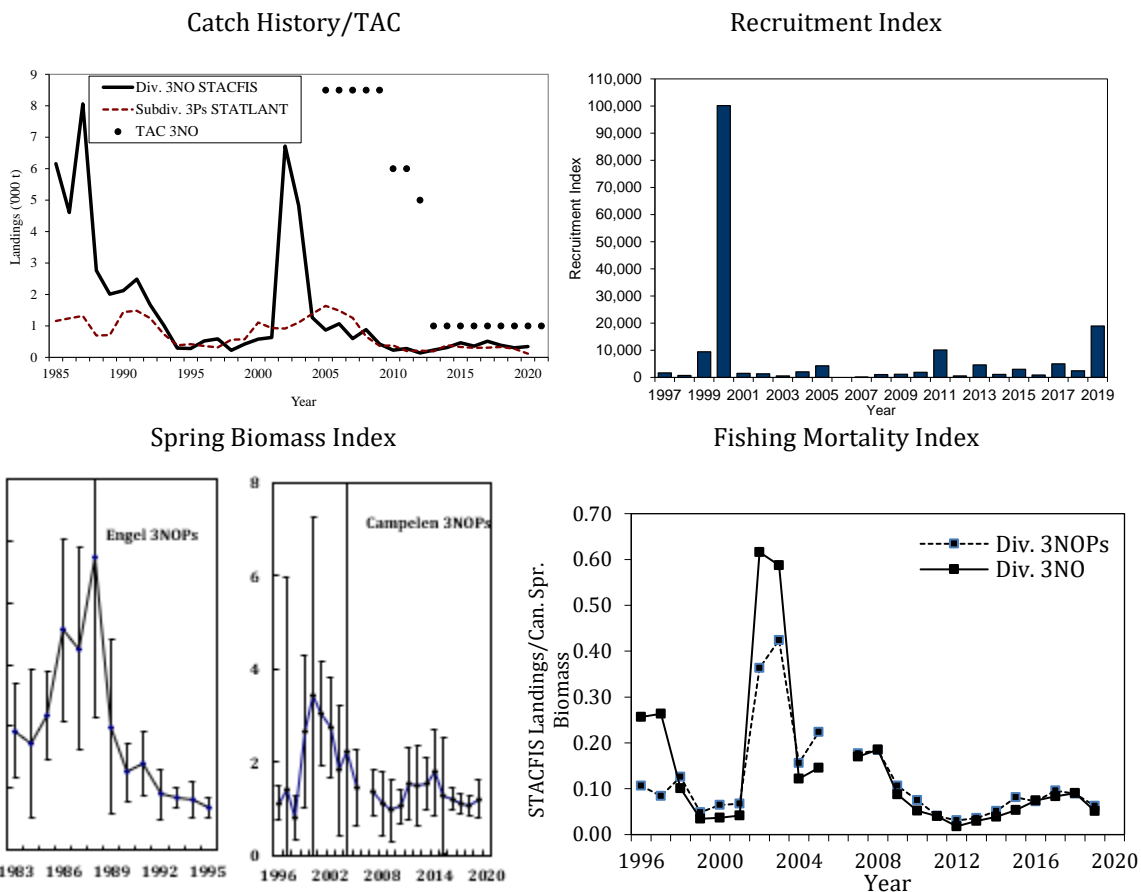 Catch History/TAC
9
8
7
6
5
4
3
2
1
0
Landings ('000 t)
Div. 3NO STACFIS
Subdiv. 3Ps STATLANT
TAC 3NO
1985 1990 1995 2000 2005 2010 2015 2020
Year
Recruitment Index
110,000
100,000
90,000
80,000
70,000
60,000
50,000
40,000
30,000
20,000
10,000
0
Recruitment Index
1997 1999 2001 2003 2005 2007 2009 2011 2013 2015 2017 2019
Year
Spring Biomass Index
Engel 3NOPs
1983 1986 1989 1992 1995
8
6
4
2
0
Campelen 3NOPs
1996 2002 2008 2014 2020
Fishing Mortality Index
0.70
0.60
0.50
0.40
0.30
0.20
0.10
0.00
STACFIS Landings/Can. Spr.
Biomass
Div. 3NOPs
Div. 3NO
1996 2000 2004 2008 2012 2016 2020
Year